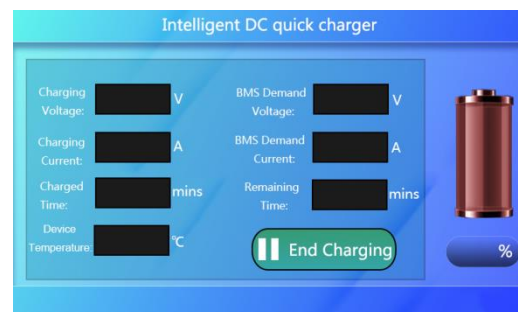 Intelligent DC quick charger
Charging
Voltage:
V
BMS Demand
Voltage:
V
Charging
Current:
A
BMS Demand
Current:
A
Charged
Time:
mins
Remaining
Time:
mins
Device
Temperature:
℃
End Charging
%